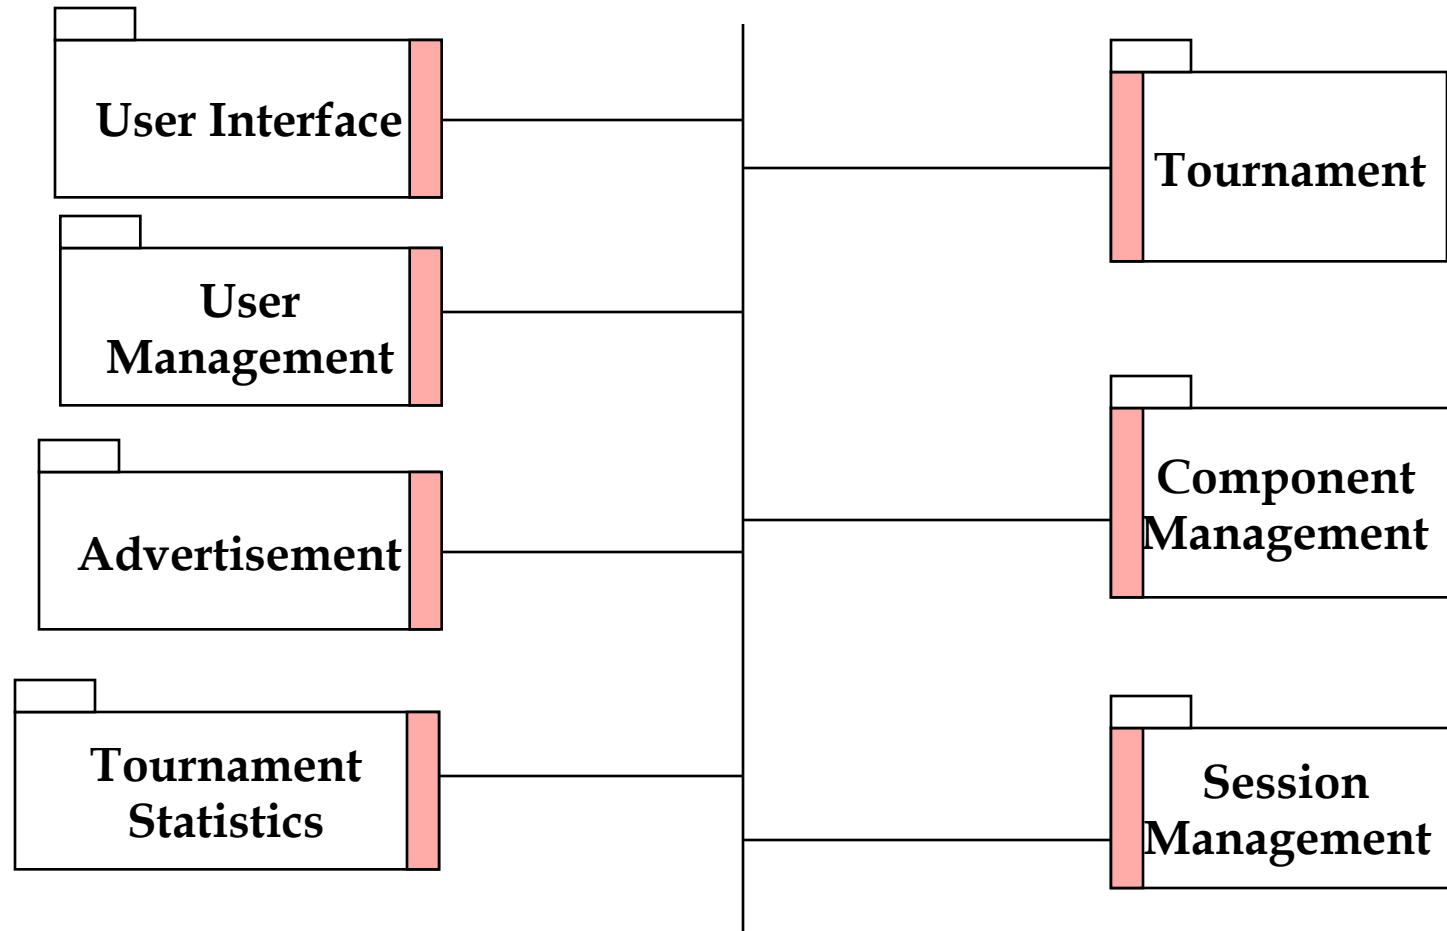 User Interface
User
Management
Advertisement
Tournament
Statistics
Tournament
Component
Management
Session
Management